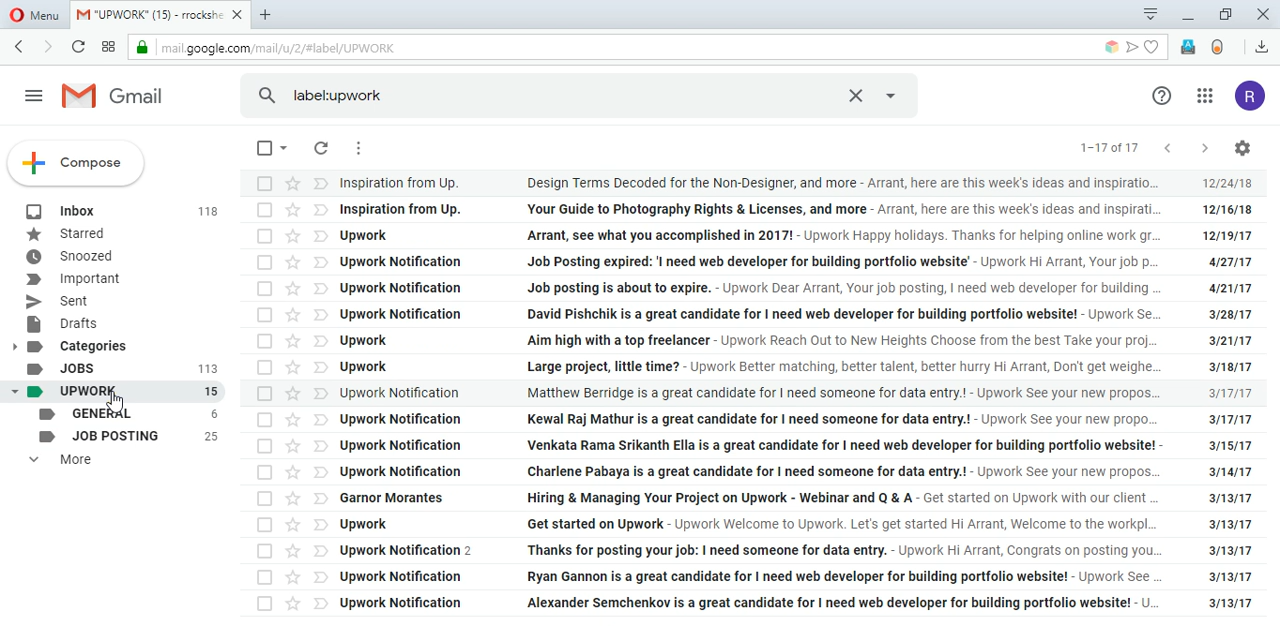 Menu "UPWORK" (15) - rrockshe
mail.google.com/mail/u/2/#label/UPWORK
Gmail label:upwork R
Compose 1–17 of 17
Inbox 118
Starred
Snoozed
Important
Sent
Drafts
Categories
JOBS 113
UPWORK 15
GENERAL 6
JOB POSTING 25
More
Inspiration from Up. Design Terms Decoded for the Non-Designer, and more - Arrant, here are this week's ideas and inspiratio... 12/24/18
Inspiration from Up. Your Guide to Photography Rights & Licenses, and more - Arrant, here are this week's ideas and inspirati... 12/16/18
Upwork Arrant, see what you accomplished in 2017! - Upwork Happy holidays. Thanks for helping online work gr... 12/19/17
Upwork Notification Job Posting expired: 'I need web developer for building portfolio website' - Upwork Hi Arrant, Your job p... 4/27/17
Upwork Notification Job posting is about to expire. - Upwork Dear Arrant, Your job posting, I need web developer for building ... 4/21/17
Upwork Notification David Pishchik is a great candidate for I need web developer for building portfolio website! - Upwork Se... 3/28/17
Upwork Aim high with a top freelancer - Upwork Reach Out to New Heights Choose from the best Take your proj... 3/21/17
Upwork Large project, little time? - Upwork Better matching, better talent, better hurry Hi Arrant, Don't get weighe... 3/18/17
Upwork Notification Matthew Berridge is a great candidate for I need someone for data entry.! - Upwork See your new propos... 3/17/17
Upwork Notification Kewal Raj Mathur is a great candidate for I need someone for data entry.! - Upwork See your new propo... 3/17/17
Upwork Notification Venkata Rama Srikanth Ella is a great candidate for I need web developer for building portfolio website! - 3/15/17
Upwork Notification Charlene Pabaya is a great candidate for I need someone for data entry.! - Upwork See your new propos... 3/14/17
Garnor Morantes Hiring & Managing Your Project on Upwork - Webinar and Q & A - Get started on Upwork with our client ... 3/13/17
Upwork Get started on Upwork - Upwork Welcome to Upwork. Let's get started Hi Arrant, Welcome to the workpl... 3/13/17
Upwork Notification 2 Thanks for posting your job: I need someone for data entry. - Upwork Hi Arrant, Congrats on posting you... 3/13/17
Upwork Notification Ryan Gannon is a great candidate for I need web developer for building portfolio website! - Upwork See ... 3/13/17
Upwork Notification Alexander Semchenkov is a great candidate for I need web developer for building portfolio website! - U... 3/13/17